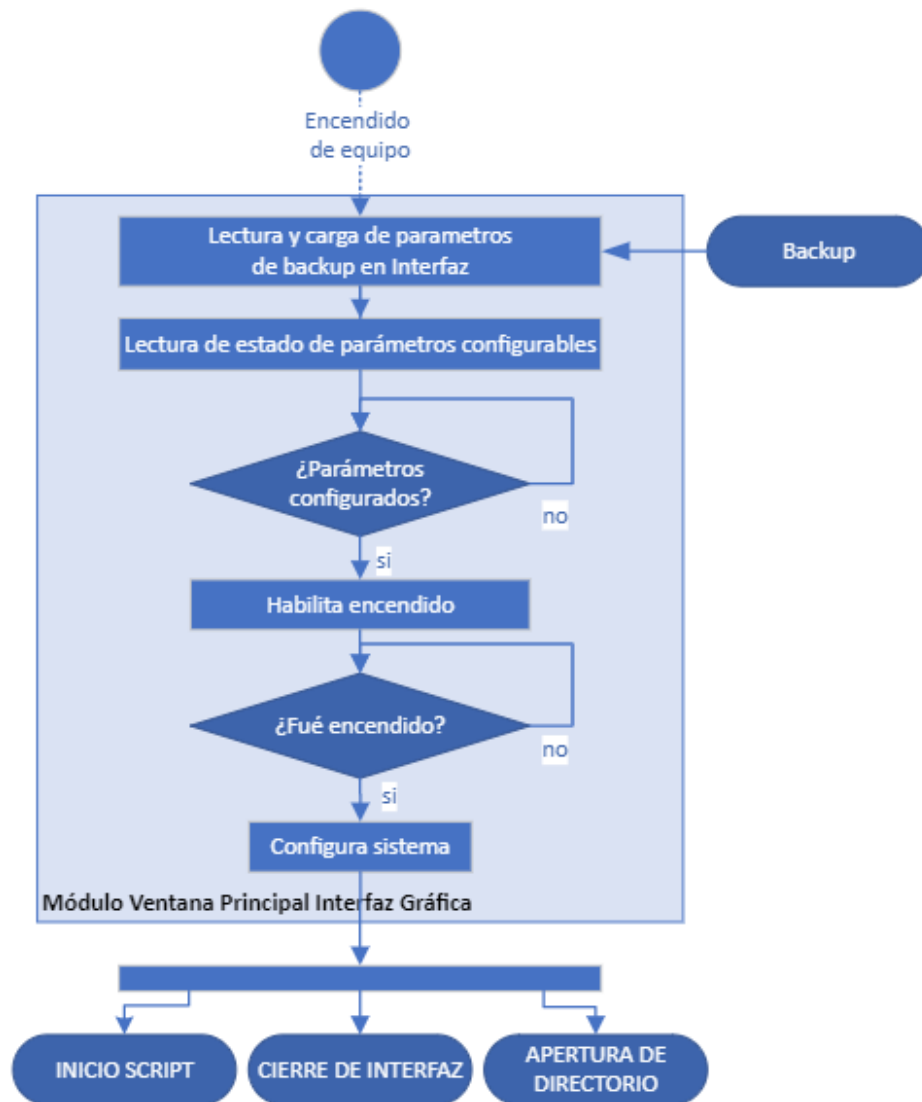 Encendido
de equipo
Lectura y carga de parametros
de backup en Interfaz
Backup
Lectura de estado de parámetros configurables
¿Parámetros
configurados?
no
si
Habilita encendido
¿Fué encendido?
no
si
Configura sistema
Módulo Ventana Principal Interfaz Gráfica
INICIO SCRIPT
CIERRE DE INTERFAZ
APERTURA DE
DIRECTORIO